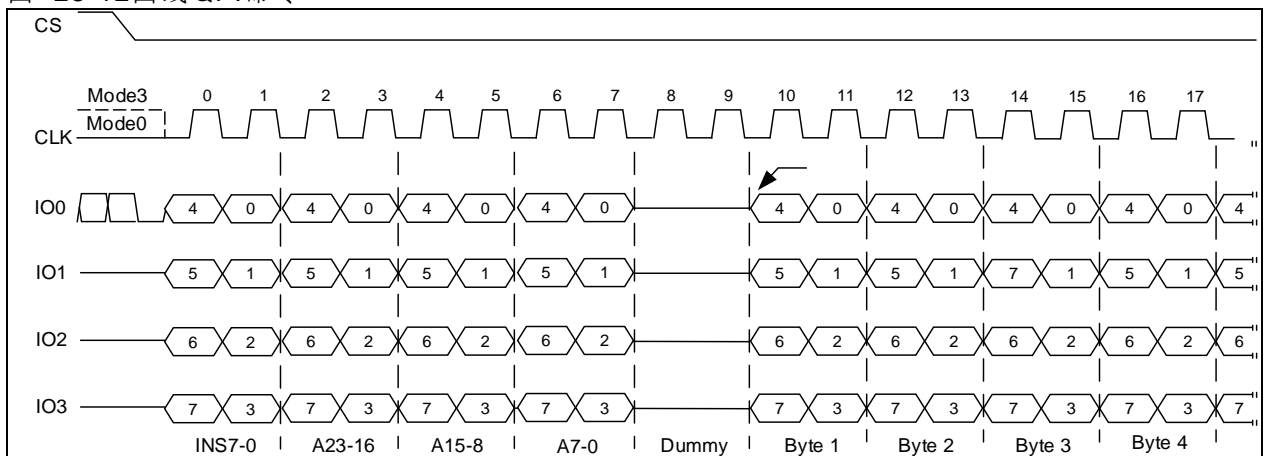 CS
Mode3 0 1 2 3 4 5 6 7 8 9 10 11 12 13 14 15 16 17
Mode0
CLK
IO0 4 0 4 0 4 0 4 0 4 0 4 0 4 0 4 0 4
IO1 5 1 5 1 5 1 5 1 5 1 5 1 7 1 5 1 5
IO2 6 2 6 2 6 2 6 2 6 2 6 2 6 2 6 2 6
IO3 7 3 7 3 7 3 7 3 7 3 7 3 7 3 7 3 7
INS7-0 A23-16 A15-8 A7-0 Dummy Byte 1 Byte 2 Byte 3 Byte 4